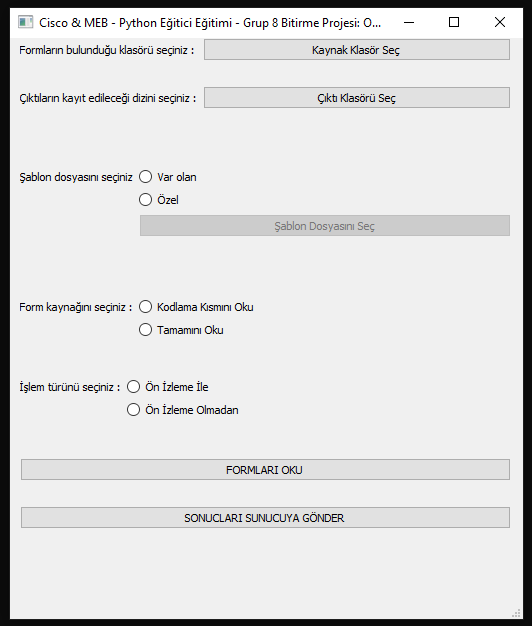 Cisco & MEB - Python Eğitici Eğitimi - Grup 8 Bitirme Projesi: O...
Formların bulunduğu klasörü seçiniz : Kaynak Klasör Seç
Çıktıların kayıt edileceği dizini seçiniz : Çıktı Klasörü Seç
Şablon dosyasını seçiniz Var olan
Özel
Şablon Dosyasını Seç
Form kaynağını seçiniz : Kodlama Kısmını Oku
Tamamını Oku
İşlem türünü seçiniz : Ön İzleme İle
Ön İzleme Olmadan
FORMLARI OKU
SONUCLARI SUNUCUYA GÖNDER